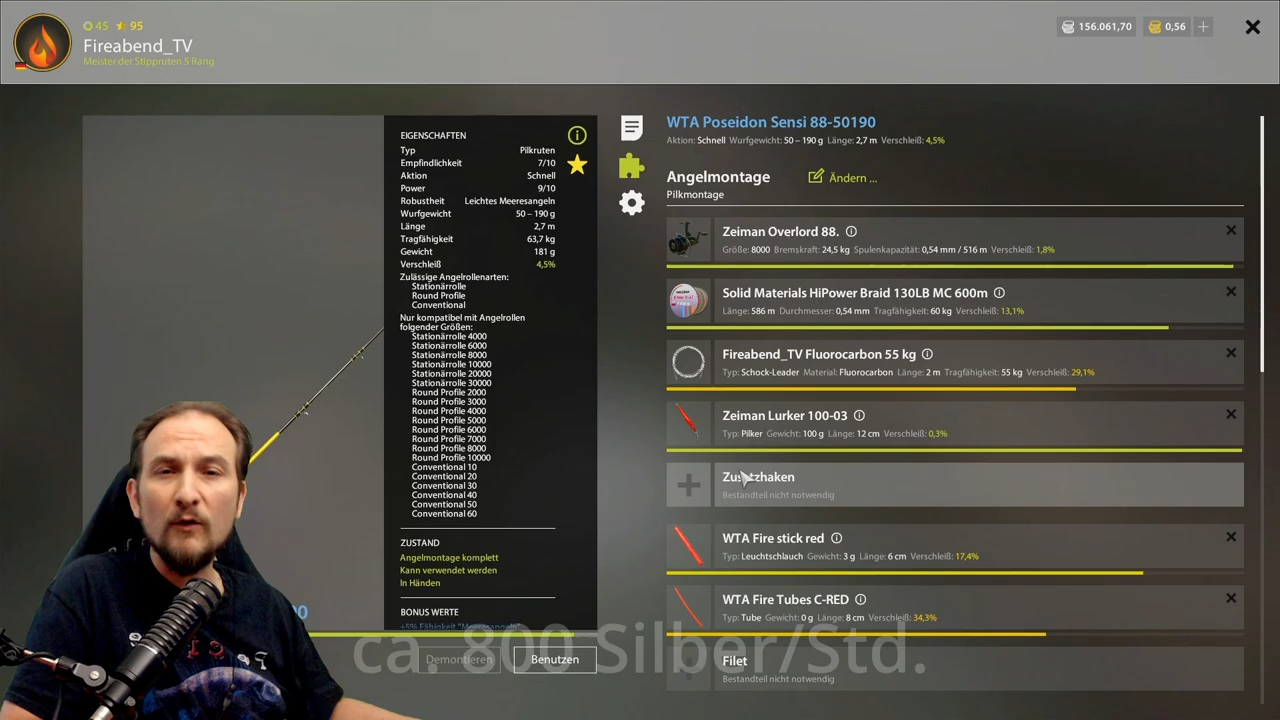 45 95
Fireabend_TV
Meister der Stippruten 5 Rang
156.061,70 0,56
EIGENSCHAFTEN
Typ Pilkruten
Empfindlichkeit 7/10
Aktion Schnell
Power 9/10
Robustheit Leichtes Meeresangeln
Wurfgewicht 50 – 190 g
Länge 2,7 m
Tragfähigkeit 63,7 kg
Gewicht 181 g
Verschleiß 4,5%
Zulässige Angelrollenarten:
Stationärrolle
Round Profile
Conventional
Nur kompatibel mit Angelrollen
folgender Größen:
Stationärrolle 4000
Stationärrolle 6000
Stationärrolle 8000
Stationärrolle 10000
Stationärrolle 20000
Stationärrolle 30000
Round Profile 2000
Round Profile 3000
Round Profile 4000
Round Profile 5000
Round Profile 6000
Round Profile 7000
Round Profile 8000
Round Profile 10000
Conventional 10
Conventional 20
Conventional 30
Conventional 40
Conventional 50
Conventional 60
ZUSTAND
Angelmontage komplett
Kann verwendet werden
In Händen
BONUS WERTE
+5% Fähigkeit "Meeresangeln"
Demontieren Benutzen
WTA Poseidon Sensi 88-50190
Aktion: Schnell Wurfgewicht: 50 – 190 g Länge: 2,7 m Verschleiß: 4,5%
Angelmontage Ändern ...
Pilkmontage
Zeiman Overlord 88.
Größe: 8000 Bremskraft: 24,5 kg Spulenkapazität: 0,54 mm / 516 m Verschleiß: 1,8%
Solid Materials HiPower Braid 130LB MC 600m
Länge: 586 m Durchmesser: 0,54 mm Tragfähigkeit: 60 kg Verschleiß: 13,1%
Fireabend_TV Fluorocarbon 55 kg
Typ: Schock-Leader Material: Fluorocarbon Länge: 2 m Tragfähigkeit: 55 kg Verschleiß: 29,1%
Zeiman Lurker 100-03
Typ: Pilker Gewicht: 100 g Länge: 12 cm Verschleiß: 0,3%
Zusatzhaken
Bestandteil nicht notwendig
WTA Fire stick red
Typ: Leuchtschlauch Gewicht: 3 g Länge: 6 cm Verschleiß: 17,4%
WTA Fire Tubes C-RED
Typ: Tube Gewicht: 0 g Länge: 8 cm Verschleiß: 34,3%
Filet
Bestandteil nicht notwendig
ca. 800 Silber/Std.